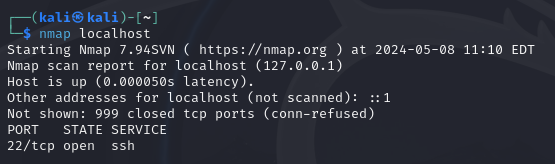 ┌──(kali㉿kali)-[~]
└─$ nmap localhost
Starting Nmap 7.94SVN ( https://nmap.org ) at 2024-05-08 11:10 EDT
Nmap scan report for localhost (127.0.0.1)
Host is up (0.000050s latency).
Other addresses for localhost (not scanned): ::1
Not shown: 999 closed tcp ports (conn-refused)
PORT   STATE SERVICE
22/tcp open  ssh